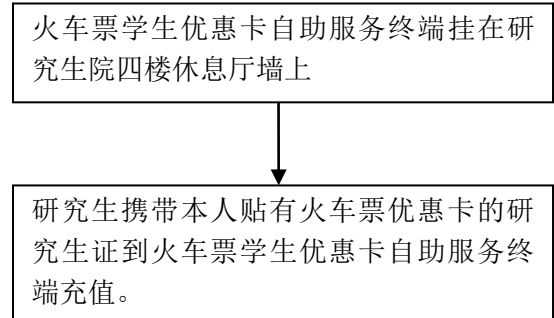 火车票学生优惠卡自助服务终端挂在研
究生院四楼休息厅墙上
研究生携带本人贴有火车票优惠卡的研
究生证到火车票学生优惠卡自助服务终
端充值。